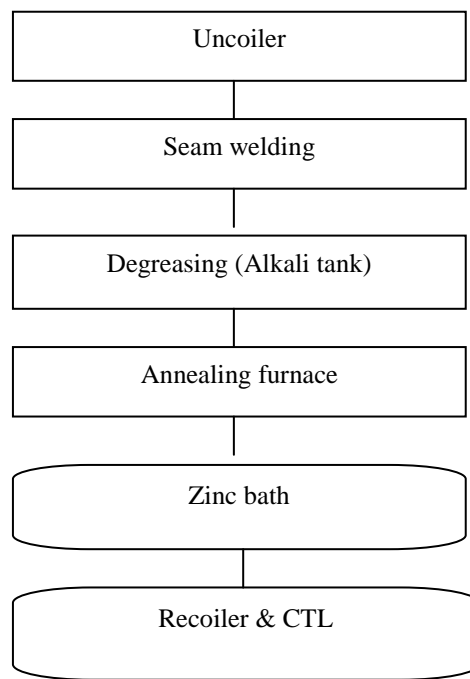 Uncoiler
Seam welding
Degreasing (Alkali tank)
Annealing furnace
Zinc bath
Recoiler & CTL